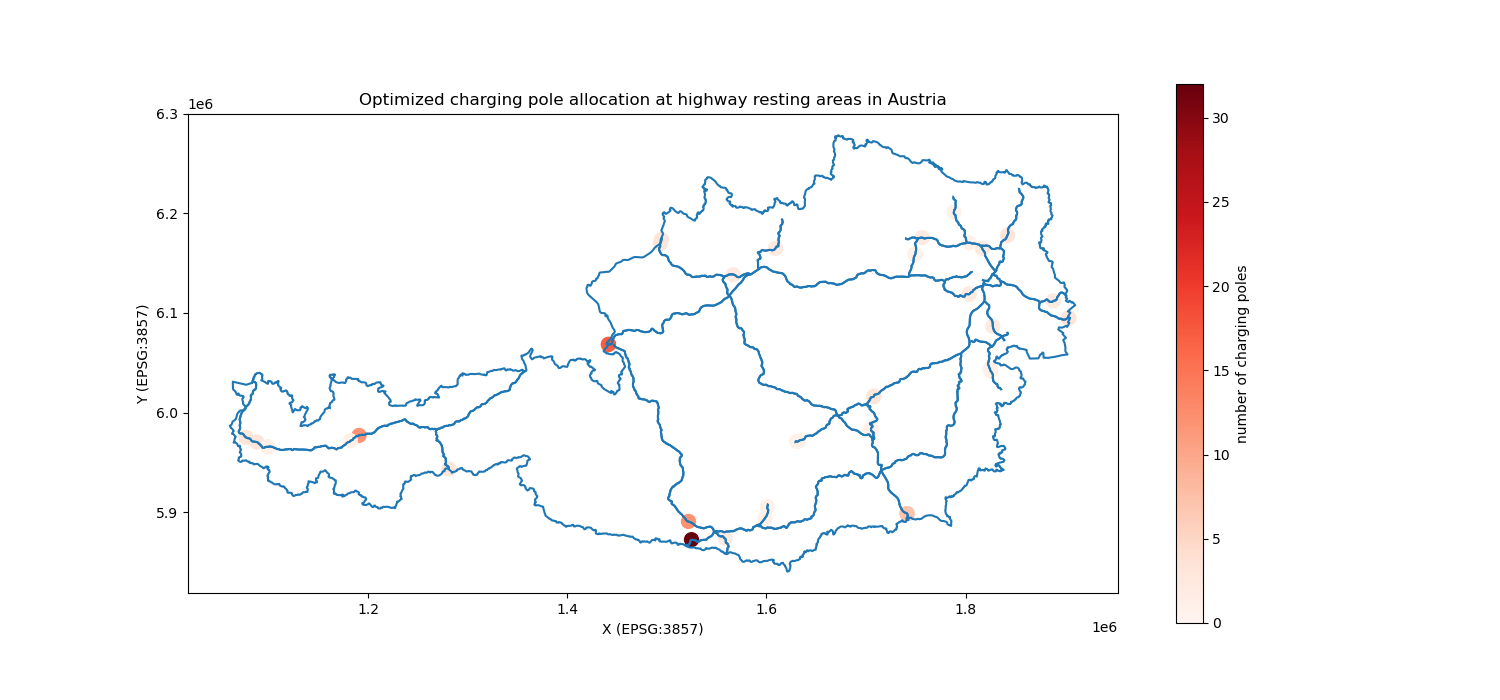 Optimized charging pole allocation at highway resting areas in Austria
1e6
6.3
6.2
6.1
6.0
5.9
Y (EPSG:3857)
1.2 1.4 1.6 1.8
X (EPSG:3857)
1e6
30
25
20
15
10
5
0
number of charging poles